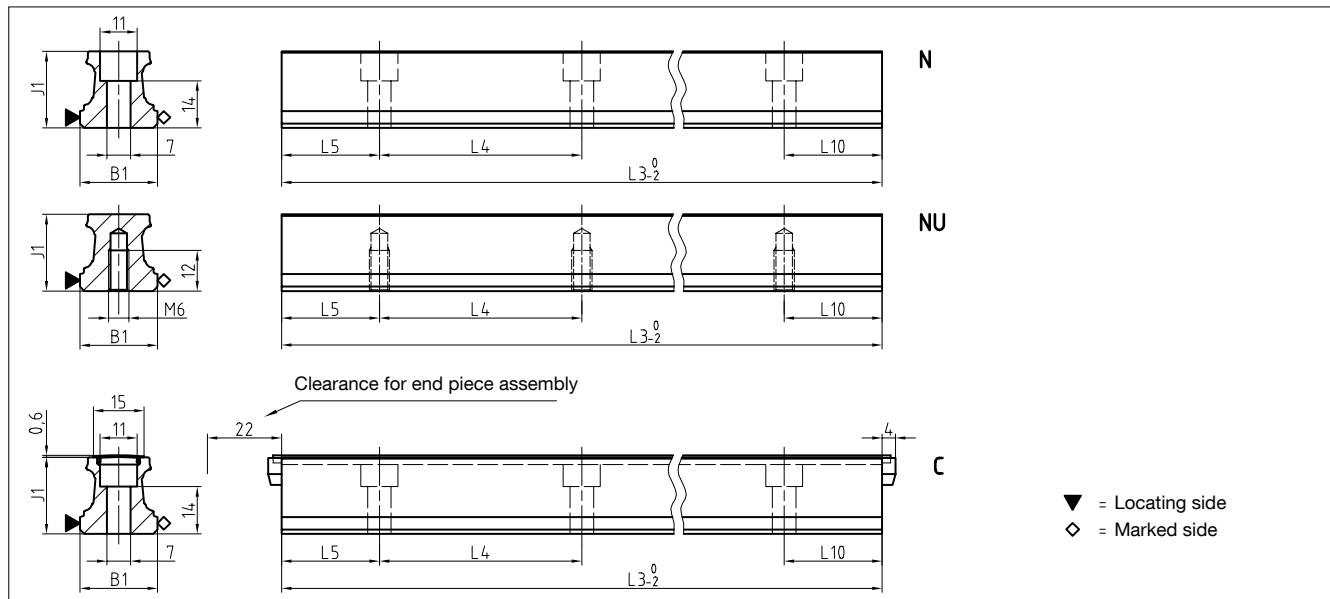 11
N
J1
14
7
B1
L5
L4
L10
L3-2 0
NU
J1
12
M6
B1
L5
L4
L10
L3-2 0
Clearance for end piece assembly
15
0,6
11
22
4
C
J1
14
7
B1
L5
L4
L10
L3-2 0
= Locating side
= Marked side